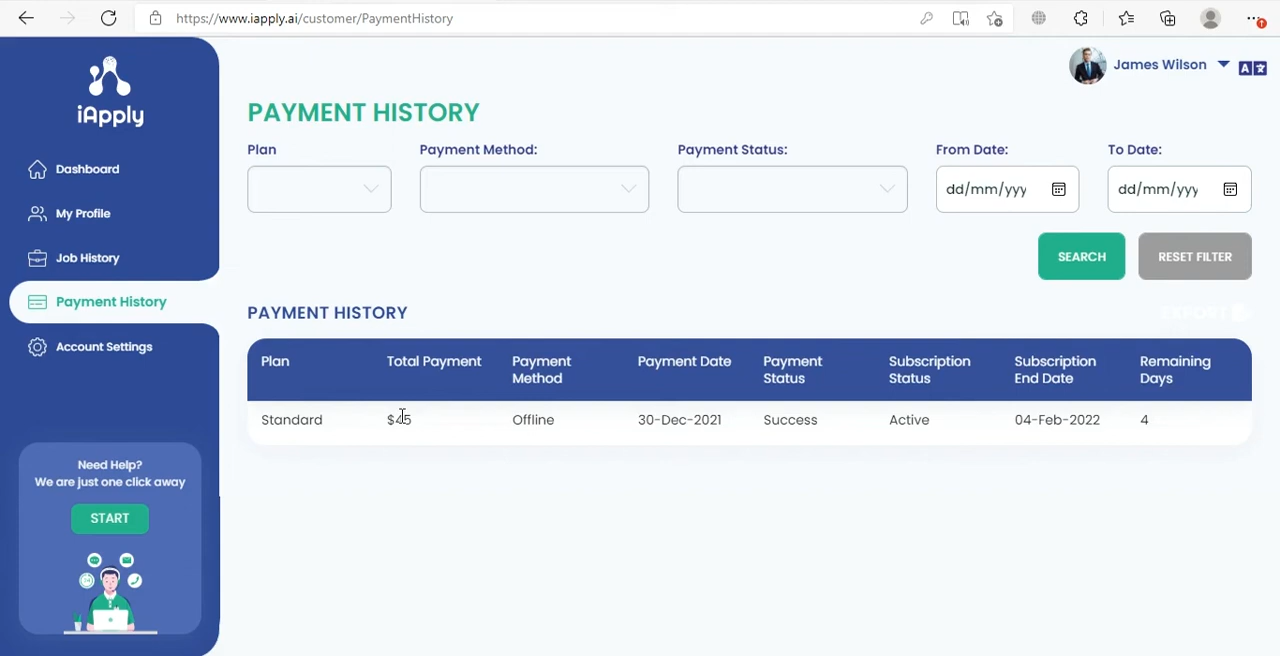 https://www.iapply.ai/customer/PaymentHistory
James Wilson
iApply
Dashboard
My Profile
Job History
Payment History
Account Settings
Need Help?
We are just one click away
START
PAYMENT HISTORY
Plan Payment Method: Payment Status: From Date: To Date:
dd/mm/yyy dd/mm/yyy
SEARCH RESET FILTER
PAYMENT HISTORY
EXPORT
Plan Total Payment Payment Method Payment Date Payment Status Subscription Status Subscription End Date Remaining Days
Standard $45 Offline 30-Dec-2021 Success Active 04-Feb-2022 4